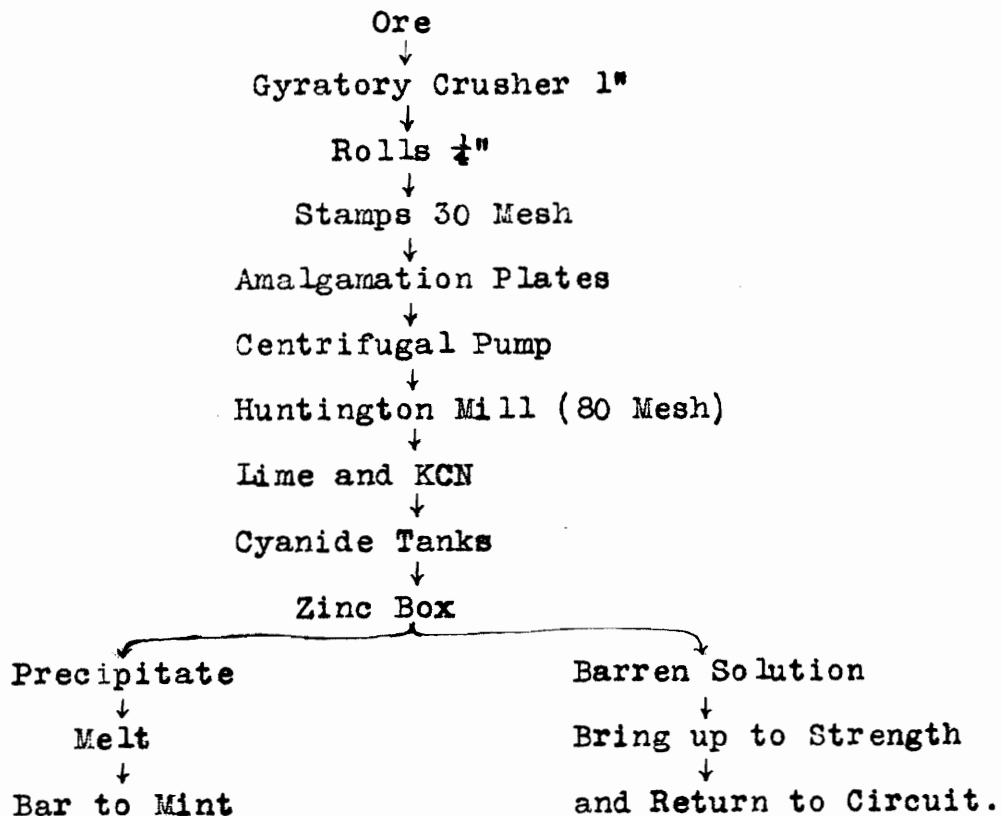 Ore
Gyratory Crusher 1"
Rolls ¼"
Stamps 30 Mesh
Amalgamation Plates
Centrifugal Pump
Huntington Mill (80 Mesh)
Lime and KCN
Cyanide Tanks
Zinc Box
Precipitate
Melt
Bar to Mint
Barren Solution
Bring up to Strength
and Return to Circuit.